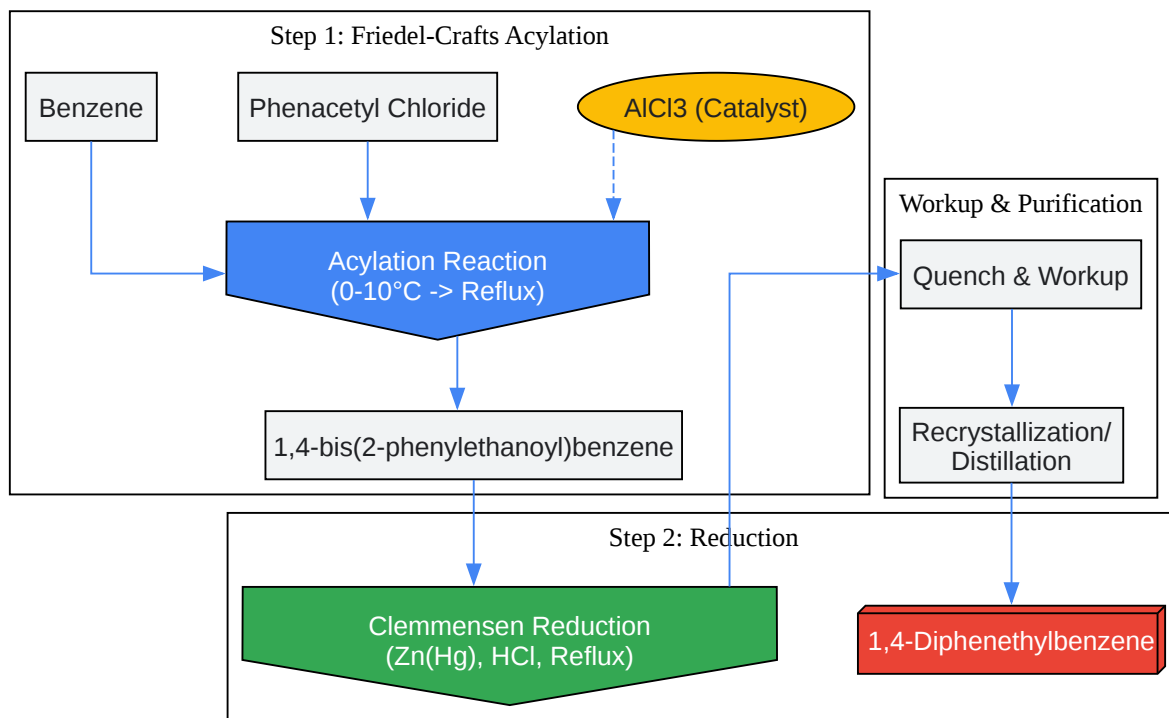 Step 1: Friedel-Crafts Acylation
Benzene
Phenacetyl Chloride
AlCl3 (Catalyst)
Acylation Reaction
(0-10°C -> Reflux)
1,4-bis(2-phenylethanoyl)benzene
Workup & Purification
Quench & Workup
Recrystallization/
Distillation
Step 2: Reduction
Clemmensen Reduction
(Zn(Hg), HCl, Reflux)
1,4-Diphenethylbenzene